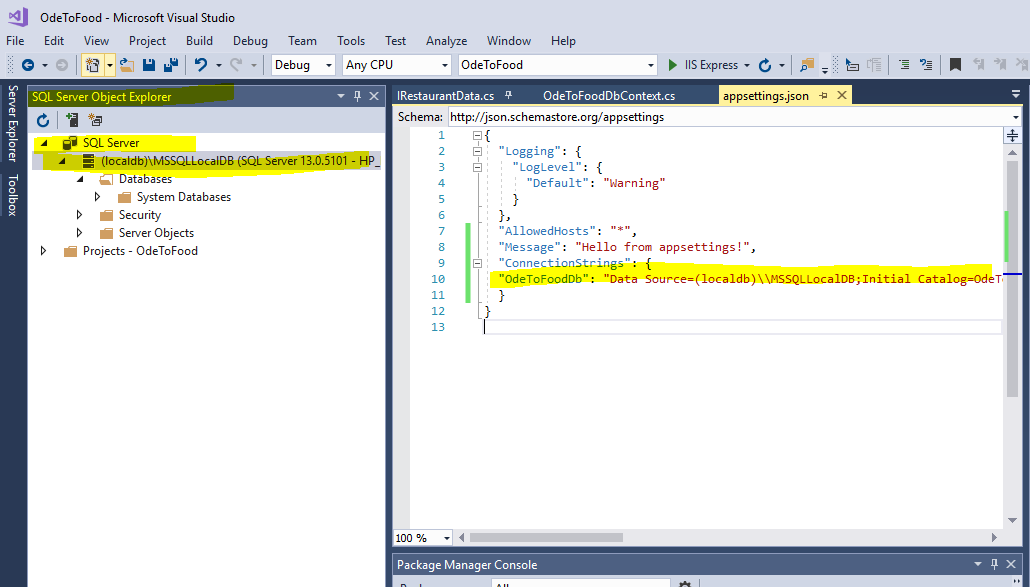 OdeToFood - Microsoft Visual Studio
File Edit View Project Build Debug Team Tools Test Analyze Window Help
Debug Any CPU OdeToFood IIS Express
Server Explorer
Toolbox
SQL Server Object Explorer
SQL Server
(localdb)\MSSQLLocalDB (SQL Server 13.0.5101 - HP_
Databases
System Databases
Security
Server Objects
Projects - OdeToFood
IRestaurantData.cs OdeToFoodDbContext.cs appsettings.json
Schema: http://json.schemastore.org/appsettings
1 {
2 "Logging": {
3 "LogLevel": {
4 "Default": "Warning"
5 }
6 },
7 "AllowedHosts": "*",
8 "Message": "Hello from appsettings!",
9 "ConnectionStrings": {
10 "OdeToFoodDb": "Data Source=(localdb)\\MSSQLLocalDB;Initial Catalog=OdeTo
11 }
12 }
13
100 %
Package Manager Console
All